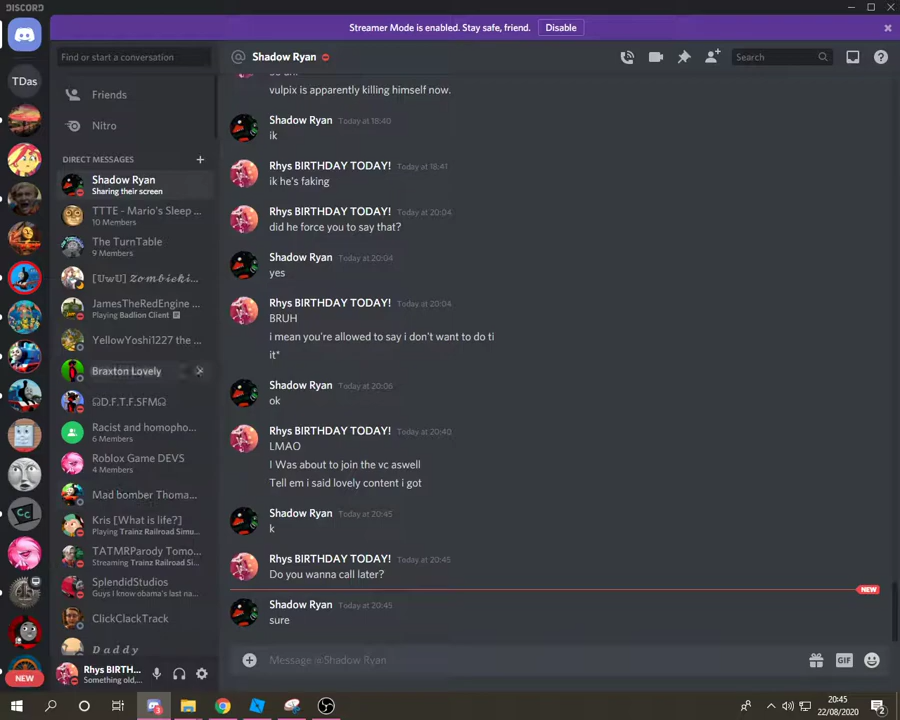 DISCORD
Streamer Mode is enabled. Stay safe, friend.
Disable
Find or start a conversation
Shadow Ryan
Search
TDas
Friends
Nitro
DIRECT MESSAGES
Shadow Ryan
Sharing their screen
TTTE - Mario's Sleep ...
10 Members
The TurnTable
9 Members
[𝕌𝕨𝕌] 𝓩𝓸𝓶𝓫𝓲𝓮𝓴𝓲...
JamesTheRedEngine ...
Playing Badlion Client
YellowYoshi1227 the ...
Braxton Lovely
ΩD.F.T.F.SFMΩ
Racist and homopho...
6 Members
Roblox Game DEVS
4 Members
Mad bomber Thoma...
Kris [What is life?]
Playing Trainz Railroad Simu...
TATMRParody Tomo...
Streaming Trainz Railroad Si...
SplendidStudios
Guys I know obama's last na...
ClickClackTrack
D a d d y
NEW
Rhys BIRTH...
Something old,...
vulpix is apparently killing himself now.
Shadow Ryan Today at 18:40
ik
Rhys BIRTHDAY TODAY! Today at 18:41
ik he's faking
Rhys BIRTHDAY TODAY! Today at 20:04
did he force you to say that?
Shadow Ryan Today at 20:04
yes
Rhys BIRTHDAY TODAY! Today at 20:04
BRUH
i mean you're allowed to say i don't want to do ti
it*
Shadow Ryan Today at 20:06
ok
Rhys BIRTHDAY TODAY! Today at 20:40
LMAO
I Was about to join the vc aswell
Tell em i said lovely content i got
Shadow Ryan Today at 20:45
k
Rhys BIRTHDAY TODAY! Today at 20:45
Do you wanna call later?
NEW
Shadow Ryan Today at 20:45
sure
Message @Shadow Ryan
GIF
20:45
22/08/2020